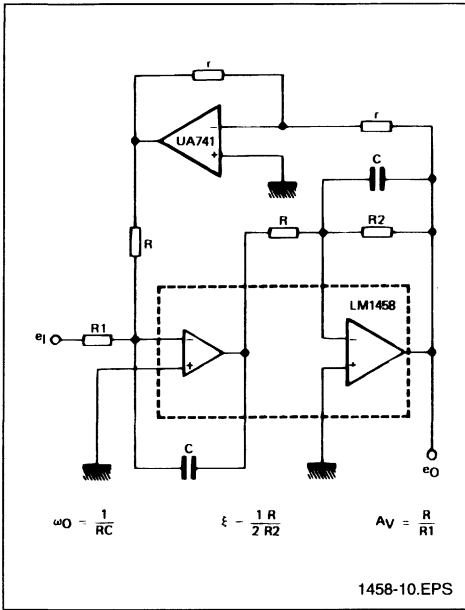 r
r
UA741
−
+
C
R
R
R2
LM1458
eI
R1
−
+
−
+
C
eO
ωO − 1/RC
ξ − 1/2 R/R2
AV = R/R1
1458-10.EPS